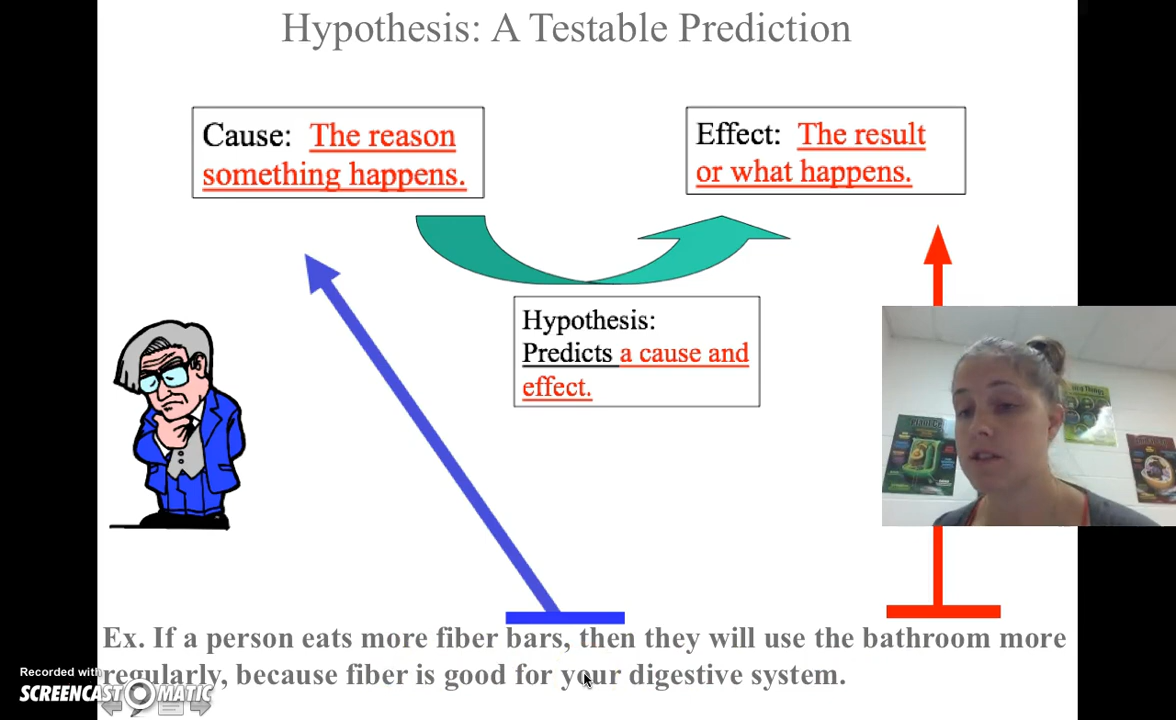 Hypothesis: A Testable Prediction
Cause: The reason
something happens.
Effect: The result
or what happens.
Hypothesis:
Predicts a cause and
effect.
Ex. If a person eats more fiber bars, then they will use the bathroom more
regularly, because fiber is good for your digestive system.
Recorded with
SCREENCAST-O-MATIC